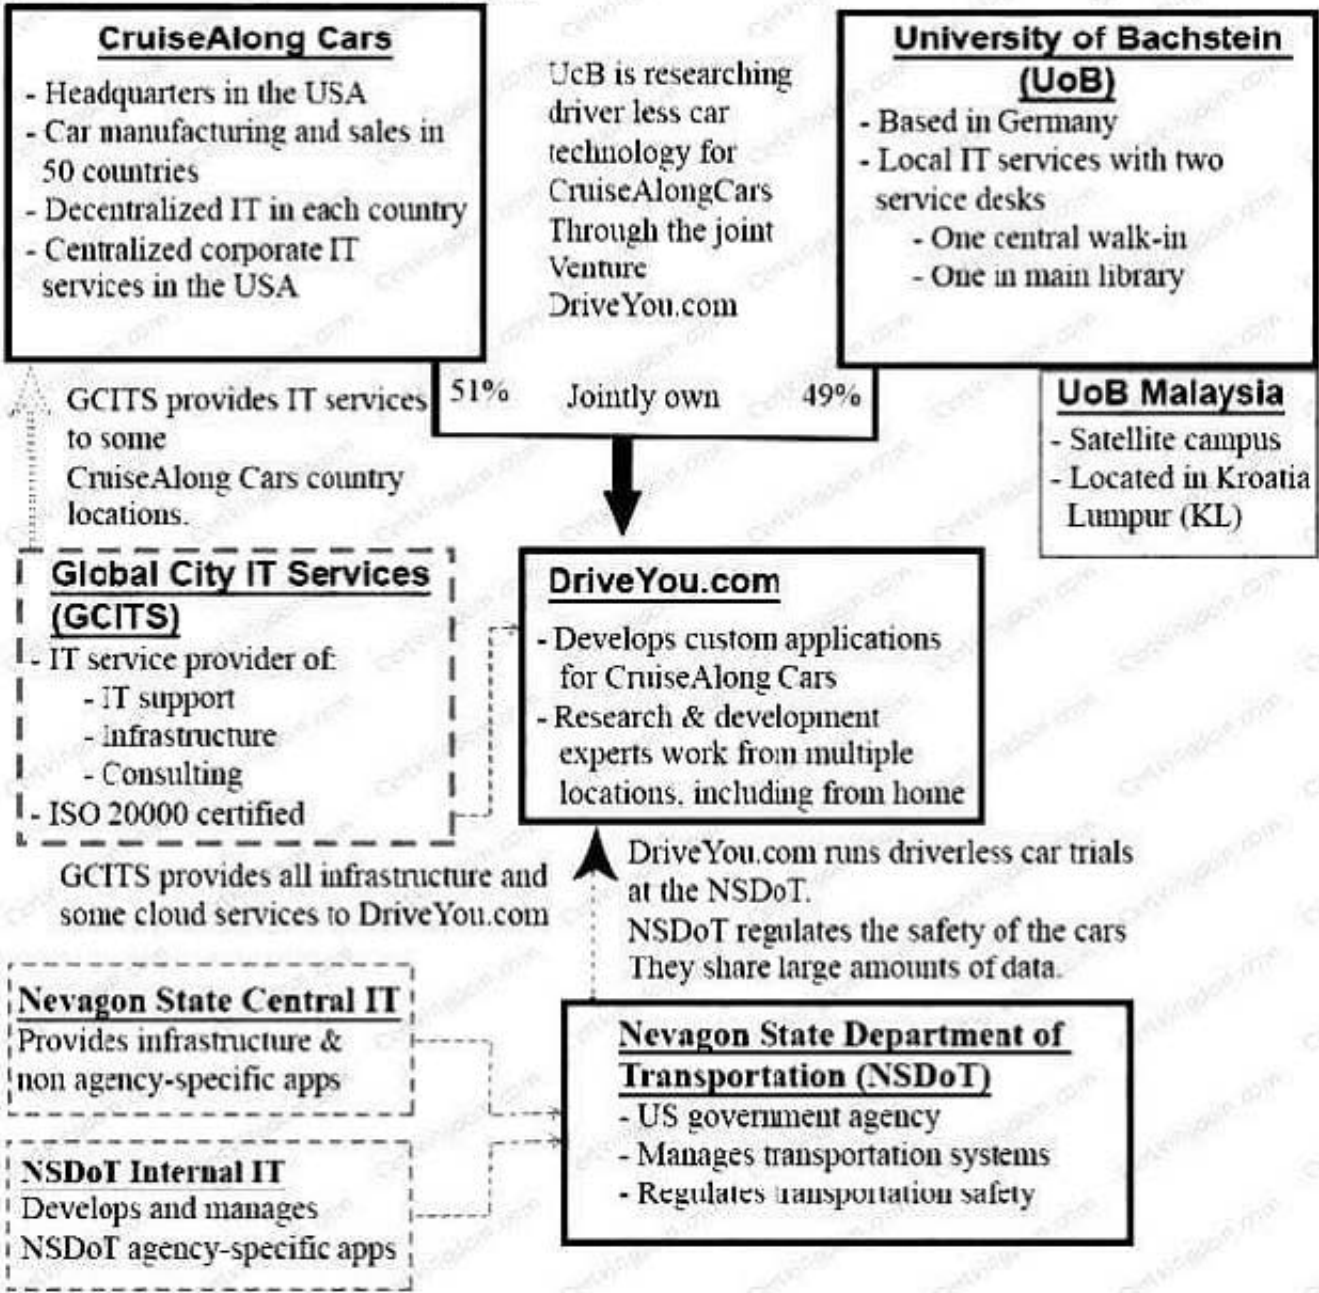 CruiseAlong Cars
- Headquarters in the USA
- Car manufacturing and sales in
50 countries
- Decentralized IT in each country
- Centralized corporate IT
services in the USA
UcB is researching
driver less car
technology for
CruiseAlongCars
Through the joint
Venture
DriveYou.com
University of Bachstein
(UoB)
- Based in Germany
- Local IT services with two
service desks
- One central walk-in
- One in main library
51% Jointly own 49%
UoB Malaysia
- Satellite campus
- Located in Kroatia
Lumpur (KL)
GCITS provides IT services
to some
CruiseAlong Cars country
locations.
Global City IT Services
(GCITS)
- IT service provider of:
- IT support
- Infrastructure
- Consulting
- ISO 20000 certified
DriveYou.com
- Develops custom applications
for CruiseAlong Cars
- Research & development
experts work from multiple
locations, including from home
GCITS provides all infrastructure and
some cloud services to DriveYou.com
DriveYou.com runs driverless car trials
at the NSDoT.
NSDoT regulates the safety of the cars
They share large amounts of data.
Nevagon State Central IT
Provides infrastructure &
non agency-specific apps
NSDoT Internal IT
Develops and manages
NSDoT agency-specific apps
Nevagon State Department of
Transportation (NSDoT)
- US government agency
- Manages transportation systems
- Regulates transportation safety